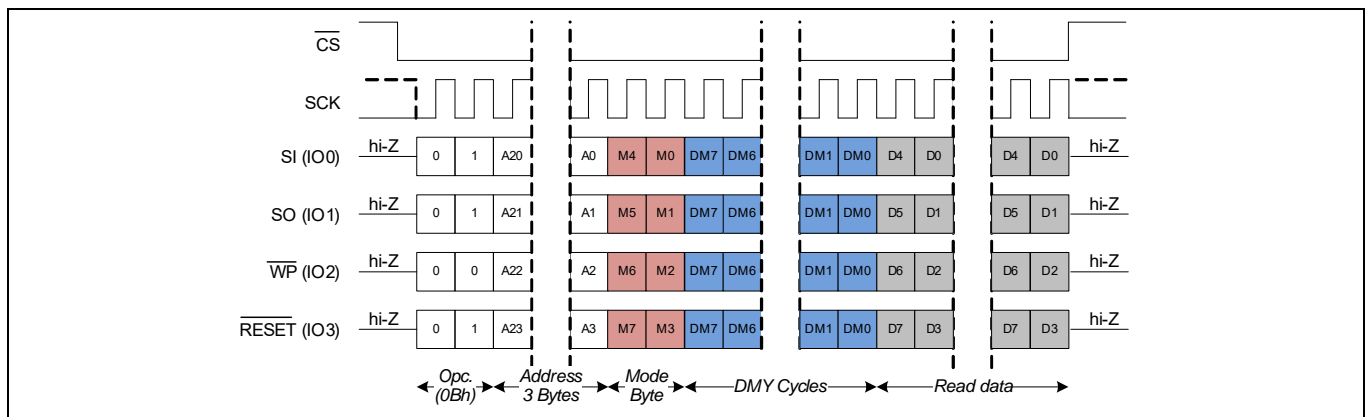 CS
SCK
SI (IO0) hi-Z 0 1 A20 A0 M4 M0 DM7 DM6 DM1 DM0 D4 D0 D4 D0 hi-Z
SO (IO1) hi-Z 0 1 A21 A1 M5 M1 DM7 DM6 DM1 DM0 D5 D1 D5 D1 hi-Z
WP (IO2) hi-Z 0 0 A22 A2 M6 M2 DM7 DM6 DM1 DM0 D6 D2 D6 D2 hi-Z
RESET (IO3) hi-Z 0 1 A23 A3 M7 M3 DM7 DM6 DM1 DM0 D7 D3 D7 D3 hi-Z
Opc. Address Mode DMY Cycles Read data
(0Bh) 3 Bytes Byte